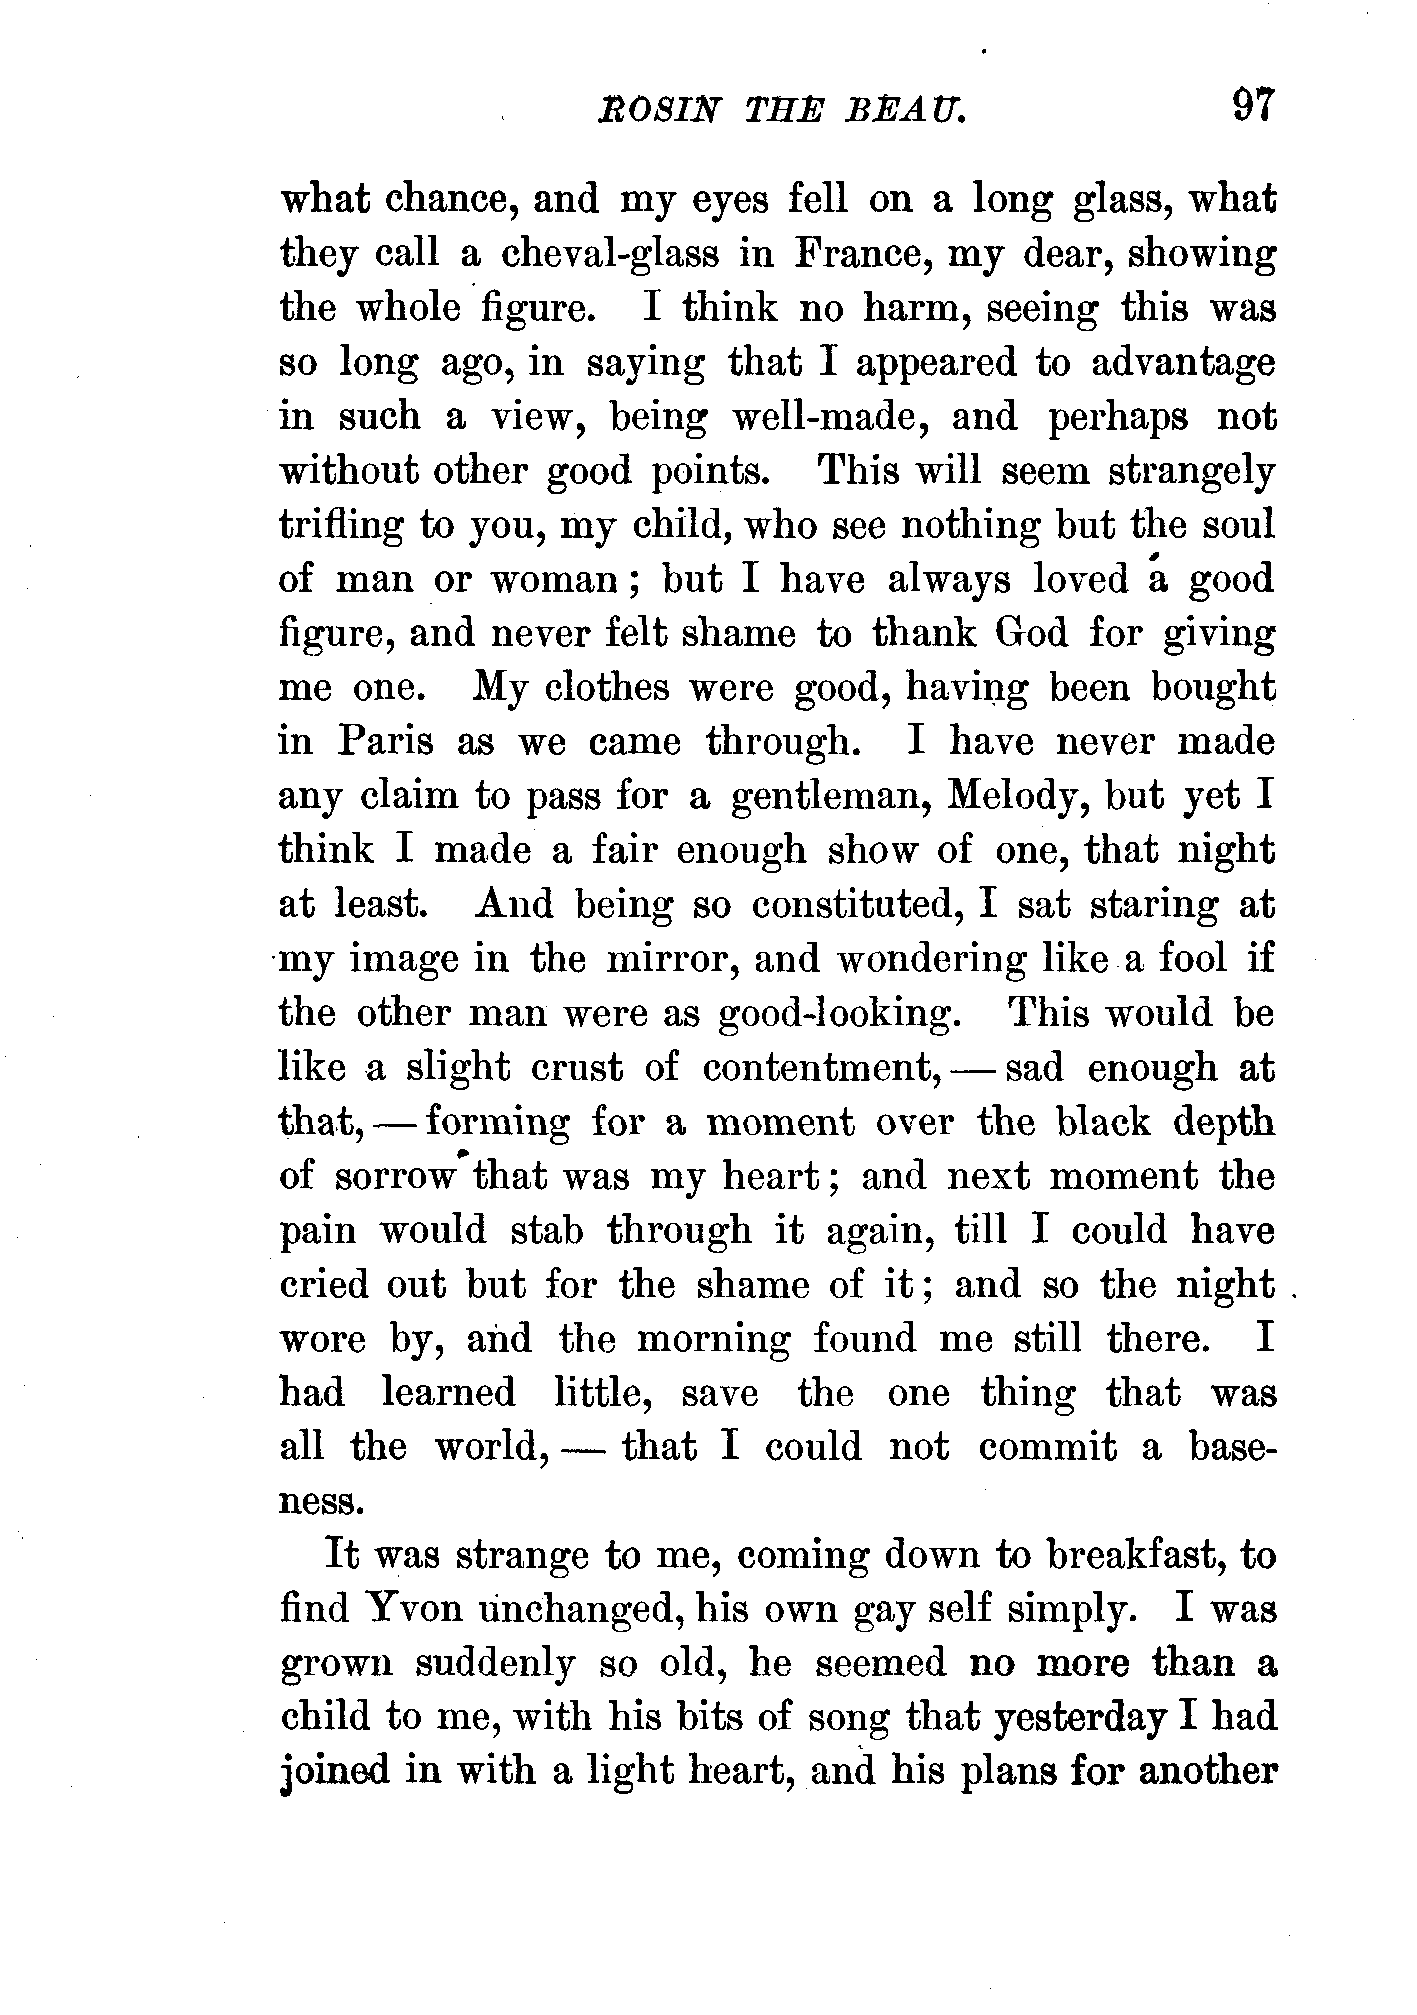 ROSIN THE BEAU. 97
what chance, and my eyes fell on a long glass, what
they call a cheval-glass in France, my dear, showing
the whole figure. I think no harm, seeing this was
so long ago, in saying that I appeared to advantage
in such a view, being well-made, and perhaps not
without other good points. This will seem strangely
trifling to you, my child, who see nothing but the soul
of man or woman; but I have always loved a good
figure, and never felt shame to thank God for giving
me one. My clothes were good, having been bought
in Paris as we came through. I have never made
any claim to pass for a gentleman, Melody, but yet I
think I made a fair enough show of one, that night
at least. And being so constituted, I sat staring at
my image in the mirror, and wondering like a fool if
the other man were as good-looking. This would be
like a slight crust of contentment, — sad enough at
that, — forming for a moment over the black depth
of sorrow that was my heart; and next moment the
pain would stab through it again, till I could have
cried out but for the shame of it; and so the night
wore by, and the morning found me still there. I
had learned little, save the one thing that was
all the world, — that I could not commit a base-
ness.
It was strange to me, coming down to breakfast, to
find Yvon unchanged, his own gay self simply. I was
grown suddenly so old, he seemed no more than a
child to me, with his bits of song that yesterday I had
joined in with a light heart, and his plans for another